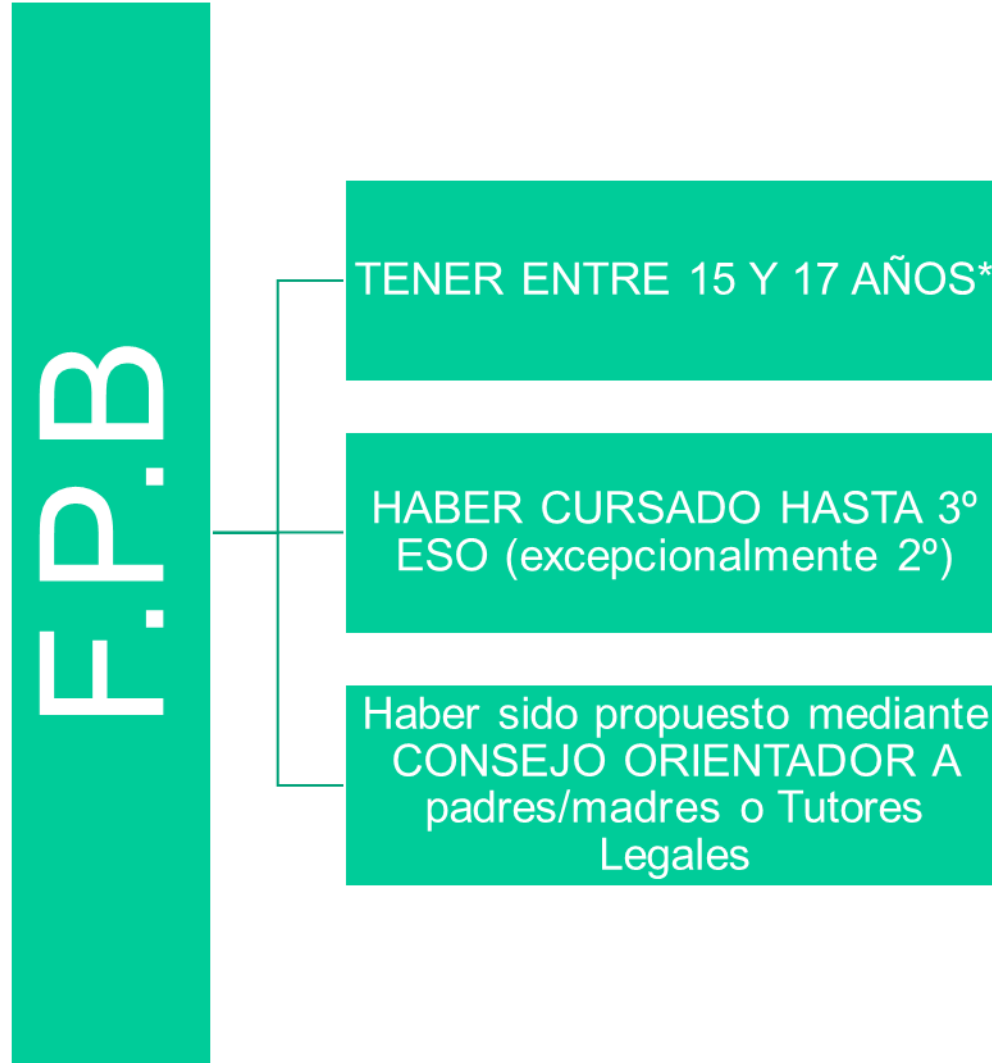 F.P.B
TENER ENTRE 15 Y 17 AÑOS*
HABER CURSADO HASTA 3º
ESO (excepcionalmente 2º)
Haber sido propuesto mediante
CONSEJO ORIENTADOR A
padres/madres o Tutores
Legales